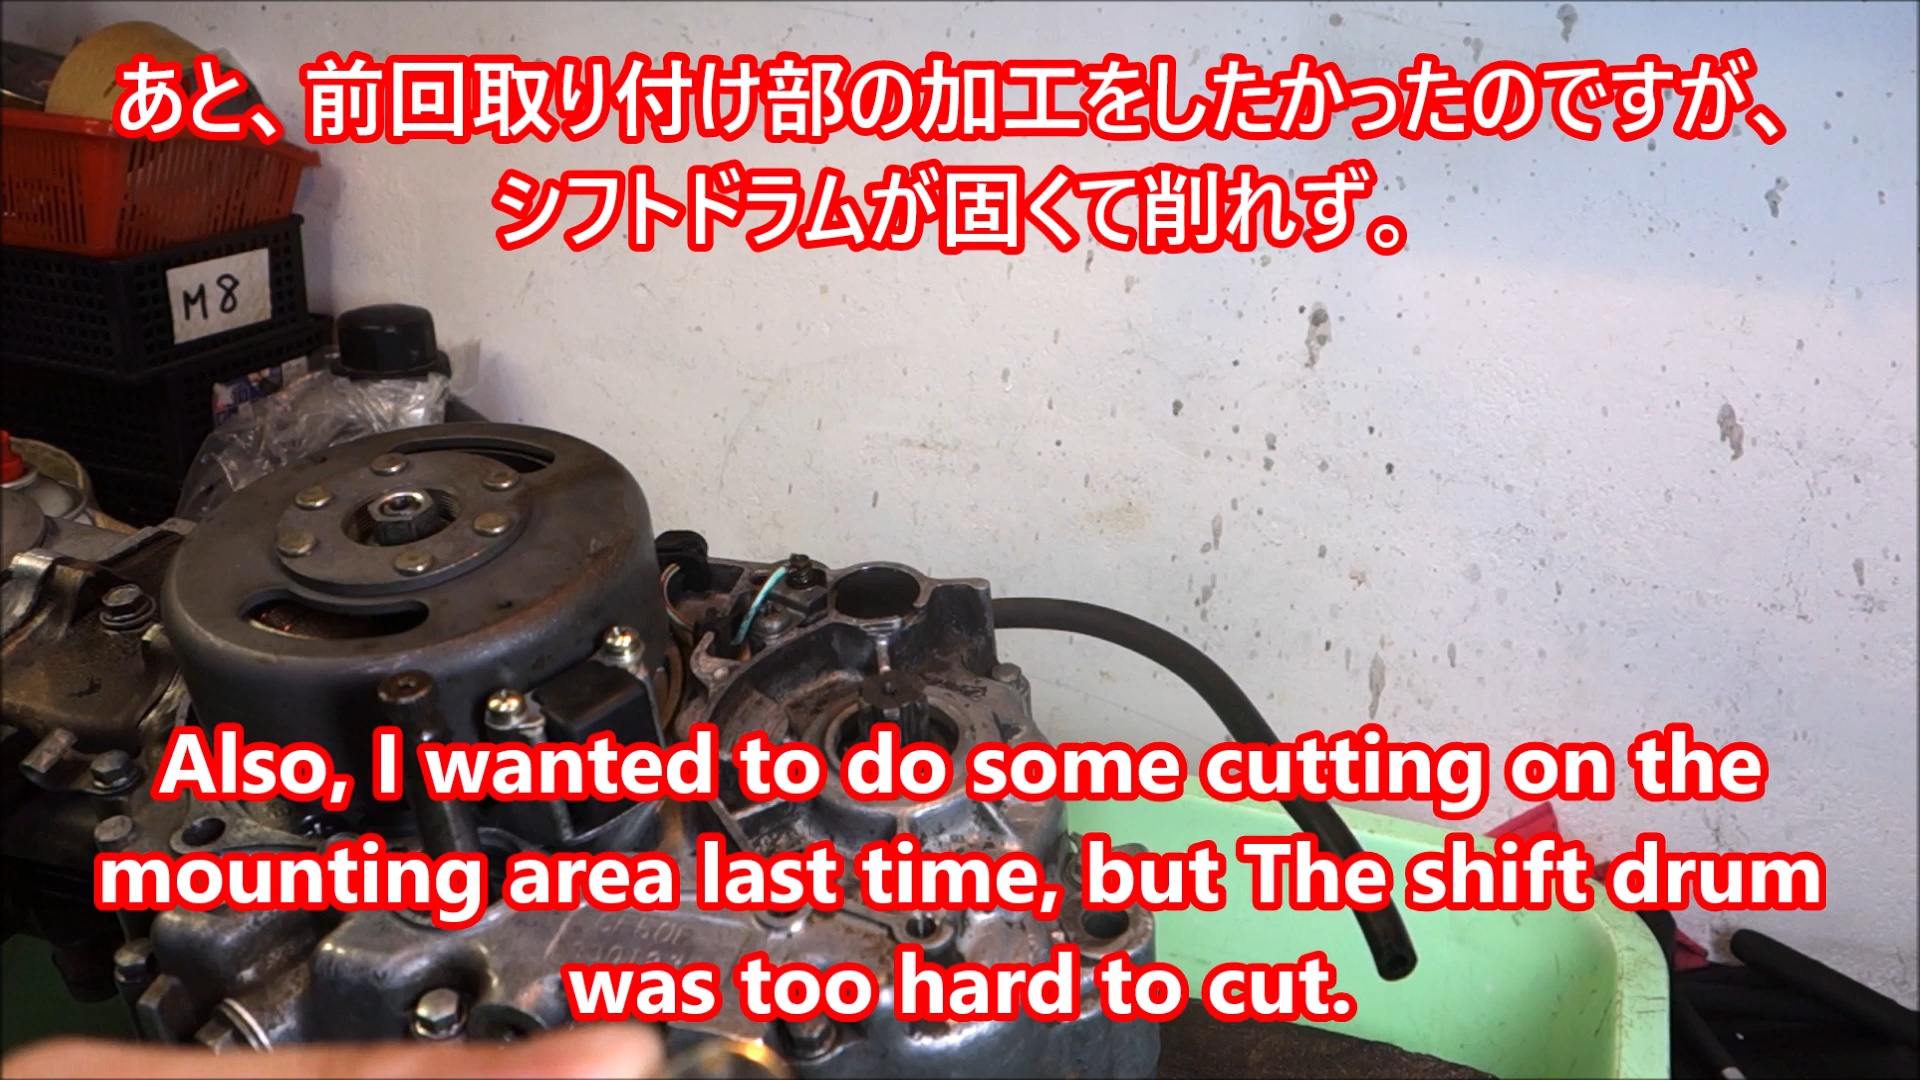 あと、前回取り付け部の加工をしたかったのですが、
シフトドラムが固くて削れず。
M8
Also, I wanted to do some cutting on the
mounting area last time, but The shift drum
was too hard to cut.